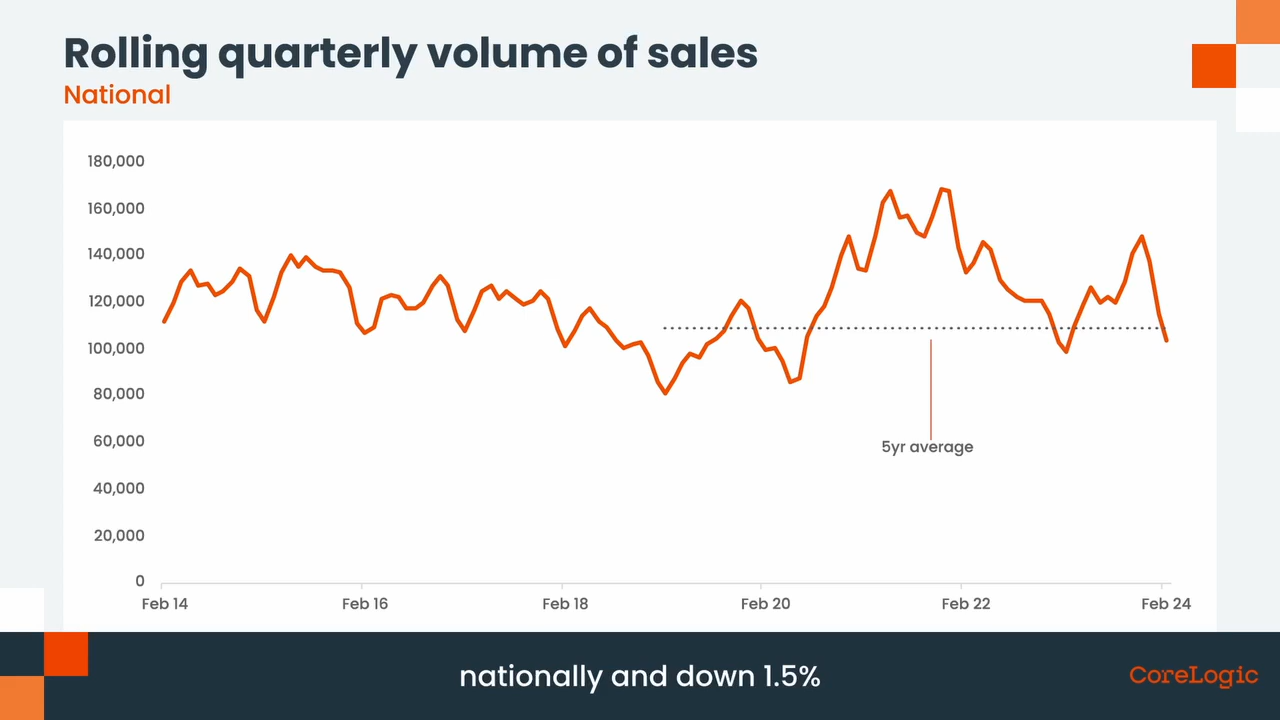 Rolling quarterly volume of sales
National
180,000
160,000
140,000
120,000
100,000
80,000
60,000
40,000
20,000
0
5yr average
Feb 14 Feb 16 Feb 18 Feb 20 Feb 22 Feb 24
nationally and down 1.5%
CoreLogic